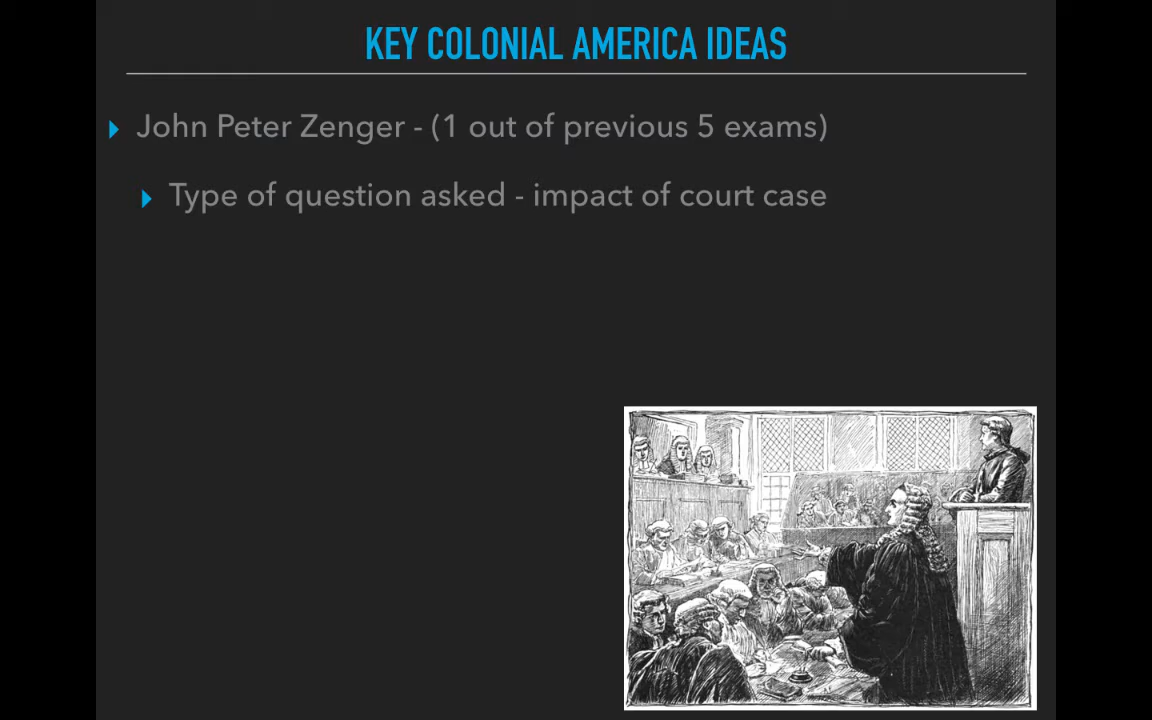 KEY COLONIAL AMERICA IDEAS
John Peter Zenger - (1 out of previous 5 exams)
Type of question asked - impact of court case